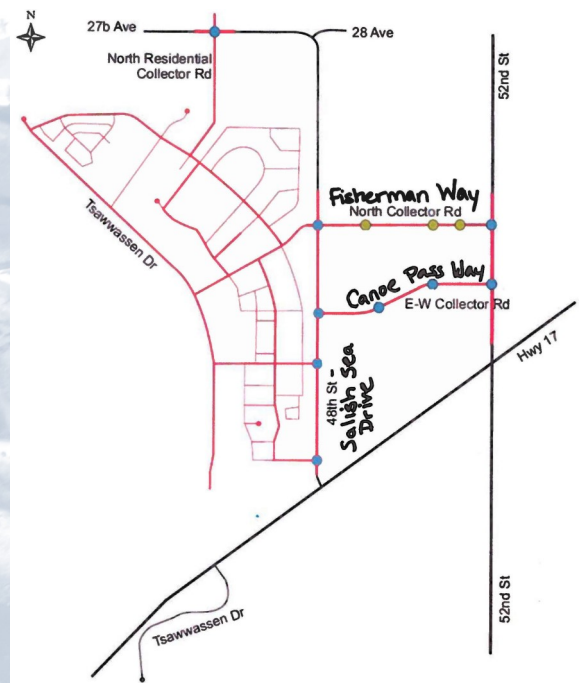 N
27b Ave
28 Ave
North Residential
Collector Rd
52nd St
Fisherman Way
North Collector Rd
Tsawwassen Dr
Canoe Pass Way
E-W Collector Rd
Hwy 17
48th St -
Salish Sea
Drive
52nd St
Tsawwassen Dr